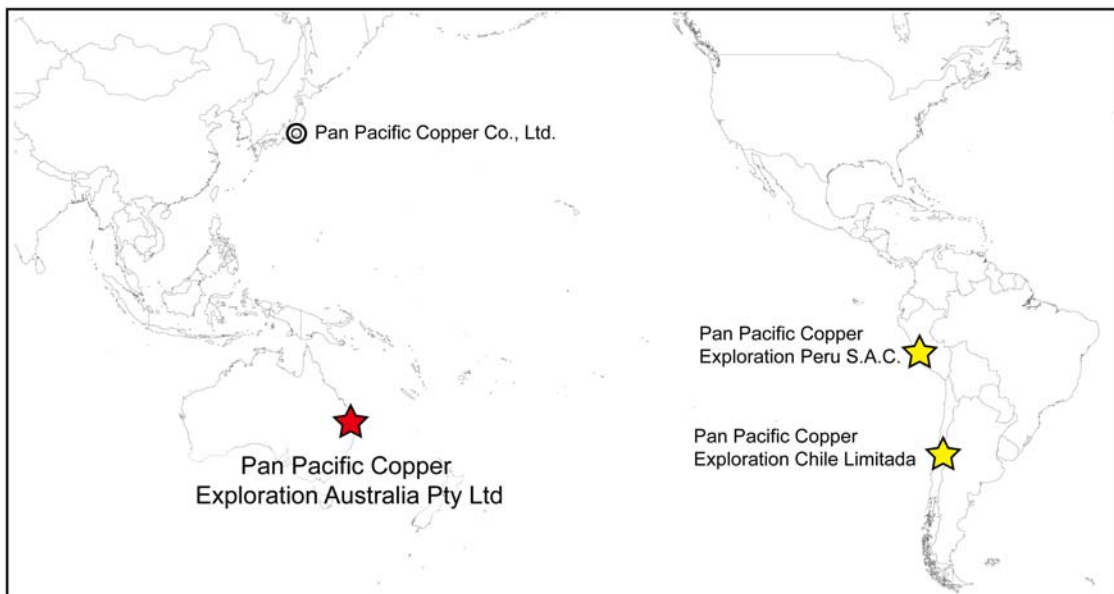 Pan Pacific Copper Co., Ltd.
Pan Pacific Copper
Exploration Peru S.A.C.
Pan Pacific Copper
Exploration Australia Pty Ltd
Pan Pacific Copper
Exploration Chile Limitada